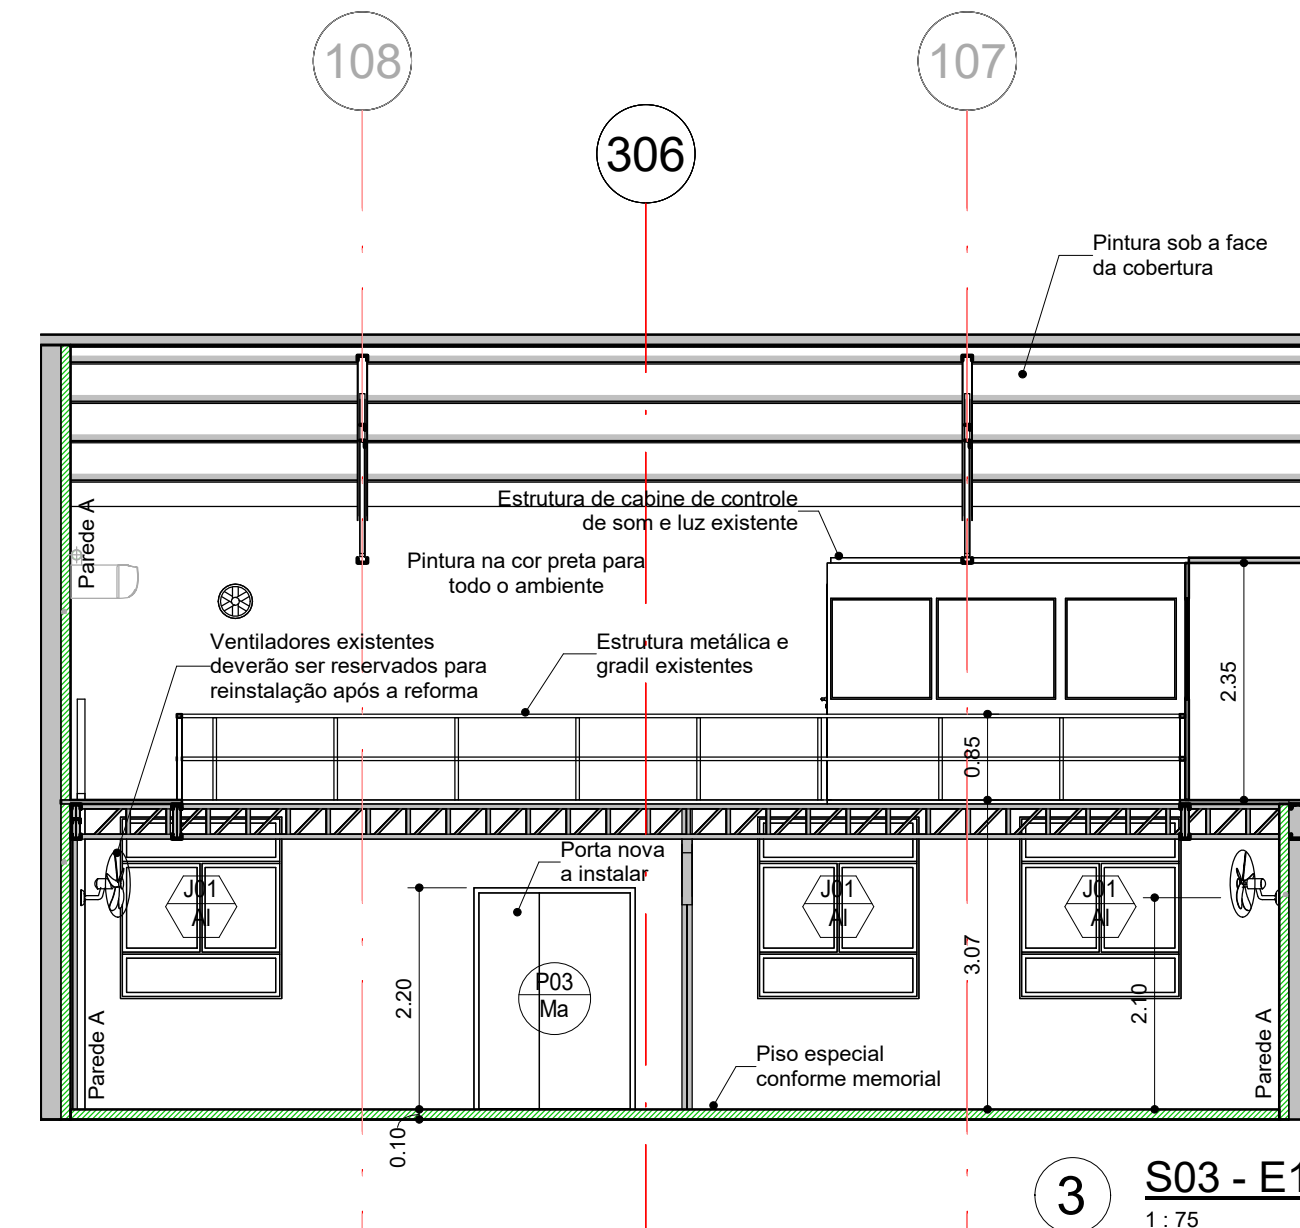 108
107
306
Pintura sob a face
da cobertura
Estrutura de cabine de controle
de som e luz existente
Parede A
Pintura na cor preta para
todo o ambiente
Ventiladores existentes
deverão ser reservados para
reinstalação após a reforma
Estrutura metálica e
gradil existentes
2.35
0.85
Porta nova
a instalar
J01
Al
J01
Al
J01
Al
2.20
P03
Ma
3.07
2.10
Parede A
Piso especial
conforme memorial
Parede A
0.10
3
S03 - E1
1 : 75